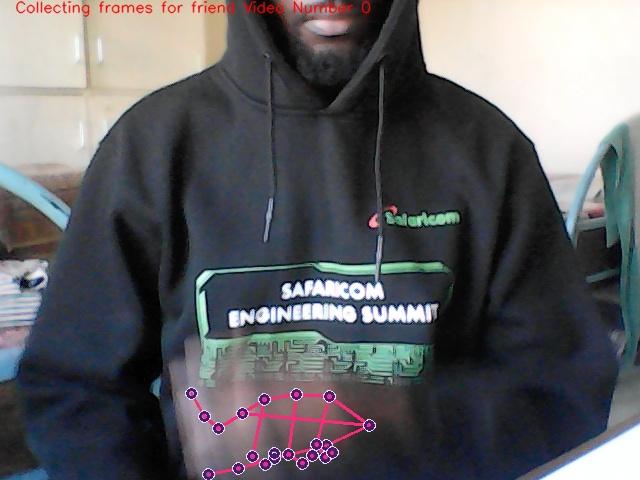 Collecting frames for friend Video Number 0
Safaricom
SAFARICOM
ENGINEERING SUMMIT